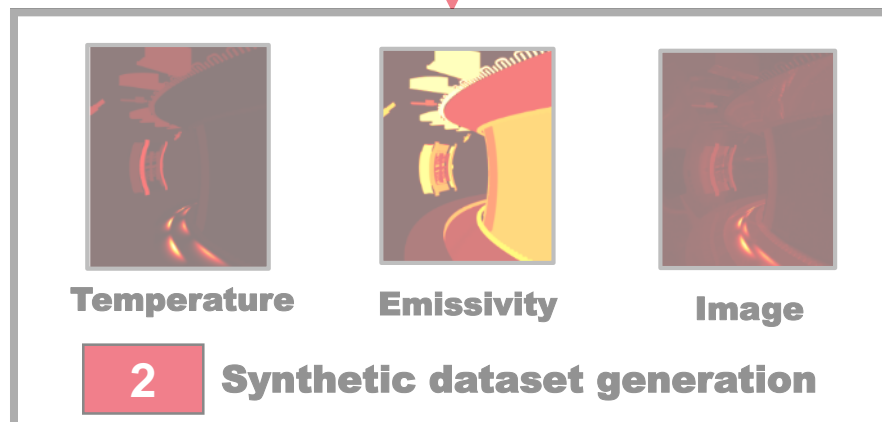 Temperature
Emissivity
Image
2
Synthetic dataset generation